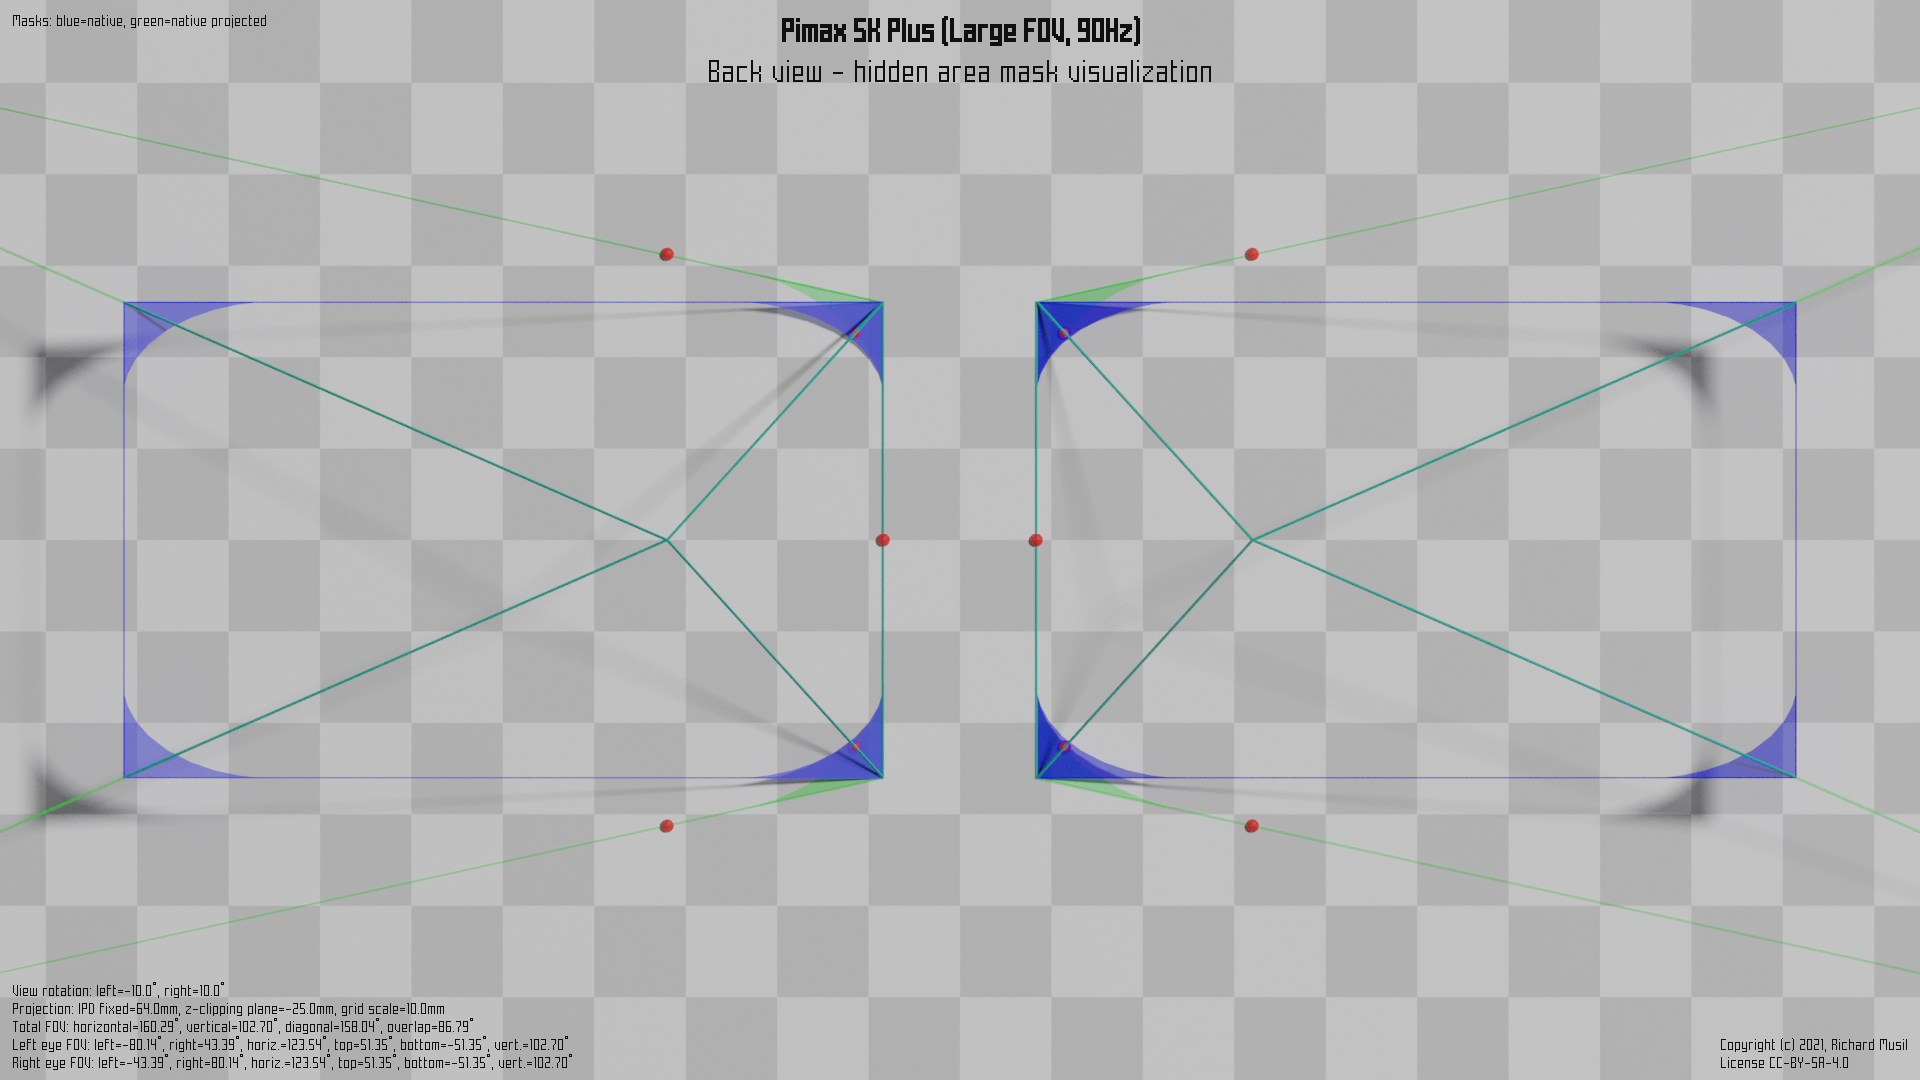 Masks: blue=native, green=native projected
Pimax 5K Plus (Large FOV, 90Hz)
Back view - hidden area mask visualization
View rotation: left=-10.0°, right=10.0°
Projection: IPD fixed=64.0mm, z-clipping plane=-25.0mm, grid scale=10.0mm
Total FOV: horizontal=160.29°, vertical=102.70°, diagonal=158.04°, overlap=86.79°
Left eye FOV: left=-80.14°, right=43.39°, horiz.=123.54°, top=51.35°, bottom=-51.35°, vert.=102.70°
Right eye FOV: left=-43.39°, right=80.14°, horiz.=123.54°, top=51.35°, bottom=-51.35°, vert.=102.70°
Copyright (c) 2021, Richard Musil
License CC-BY-SA-4.0